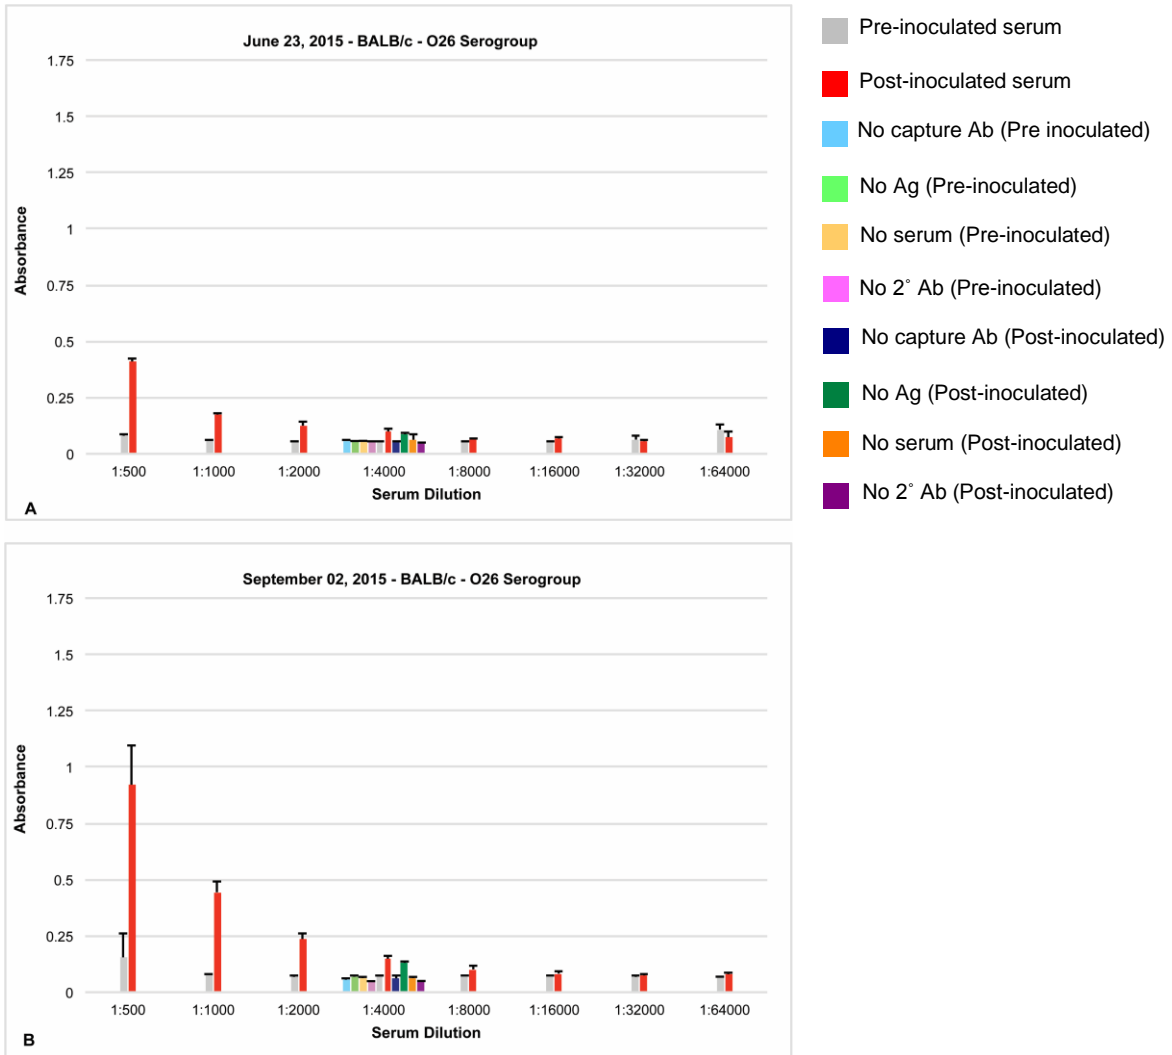 June 23, 2015 - BALB/c - O26 Serogroup
1.75
1.5
1.25
1
0.75
0.5
0.25
0
Absorbance
1:500 1:1000 1:2000 1:4000 1:8000 1:16000 1:32000 1:64000
Serum Dilution
A
Pre-inoculated serum
Post-inoculated serum
No capture Ab (Pre inoculated)
No Ag (Pre-inoculated)
No serum (Pre-inoculated)
No 2° Ab (Pre-inoculated)
No capture Ab (Post-inoculated)
No Ag (Post-inoculated)
No serum (Post-inoculated)
No 2° Ab (Post-inoculated)
September 02, 2015 - BALB/c - O26 Serogroup
1.75
1.5
1.25
1
0.75
0.5
0.25
0
Absorbance
1:500 1:1000 1:2000 1:4000 1:8000 1:16000 1:32000 1:64000
Serum Dilution
B